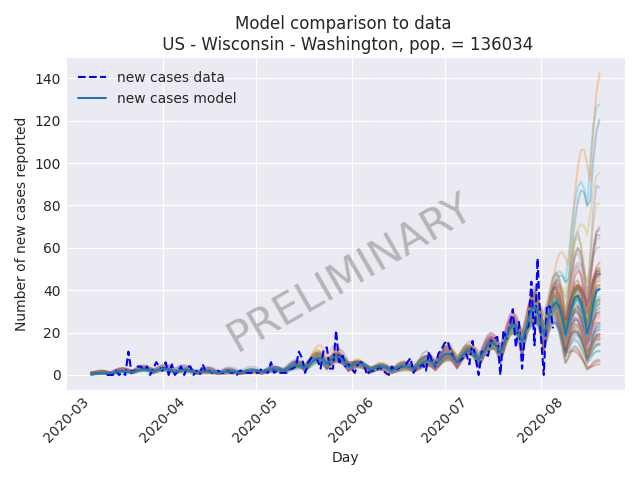 Model comparison to data
US - Wisconsin - Washington, pop. = 136034
new cases data
new cases model
Number of new cases reported
140
120
100
80
60
40
20
0
PRELIMINARY
2020-03
2020-04
2020-05
2020-06
2020-07
2020-08
Day